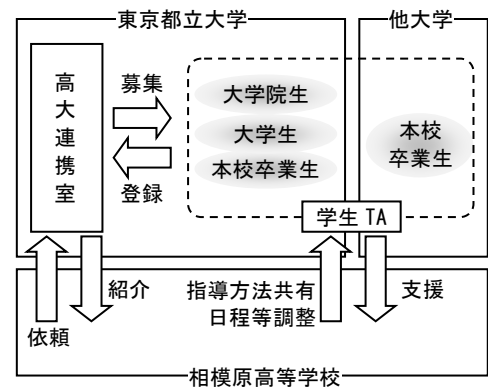 東京都立大学
他大学
高大連携室
募集
登録
大学院生
大学生
本校卒業生
本校
卒業生
学生 TA
依頼
紹介
指導方法共有
日程等調整
支援
相模原高等学校